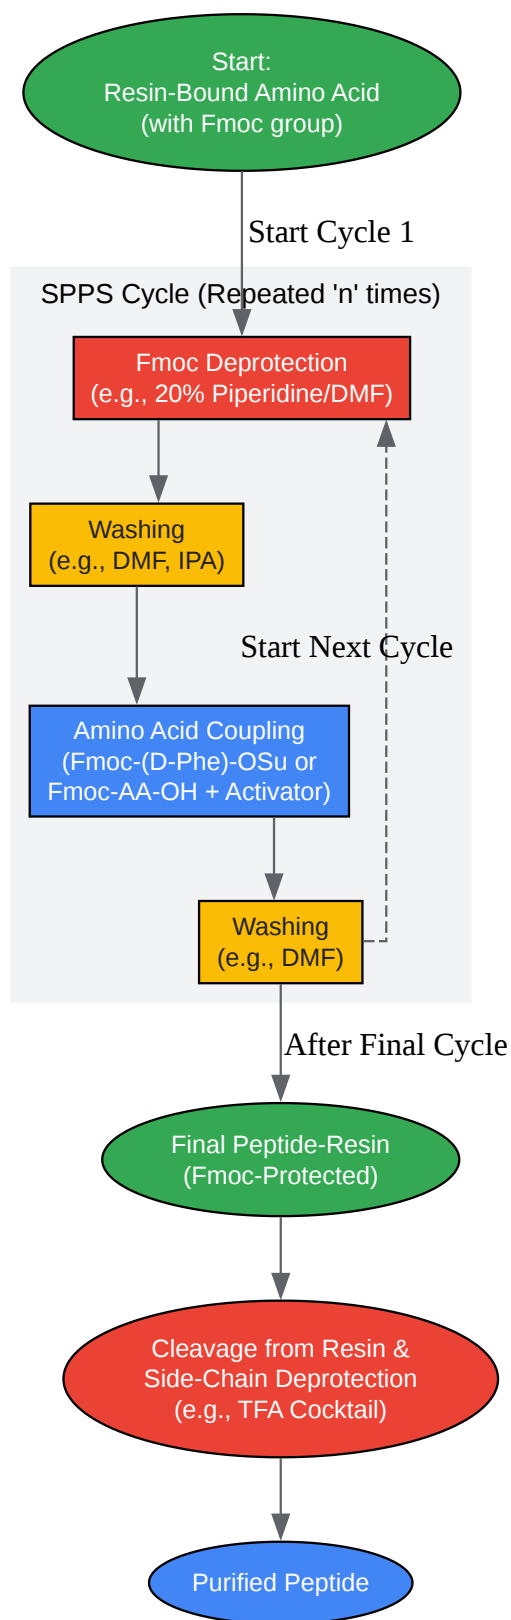 Start:
Resin-Bound Amino Acid
(with Fmoc group)
Start Cycle 1
SPPS Cycle (Repeated 'n' times)
Fmoc Deprotection
(e.g., 20% Piperidine/DMF)
Washing
(e.g., DMF, IPA)
Start Next Cycle
Amino Acid Coupling
(Fmoc-(D-Phe)-OSu or
Fmoc-AA-OH + Activator)
Washing
(e.g., DMF)
After Final Cycle
Final Peptide-Resin
(Fmoc-Protected)
Cleavage from Resin &
Side-Chain Deprotection
(e.g., TFA Cocktail)
Purified Peptide